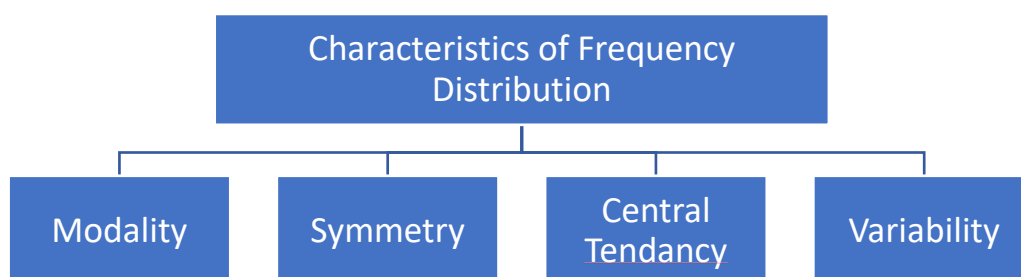 Characteristics of Frequency
Distribution
Modality
Symmetry
Central
Tendancy
Variability